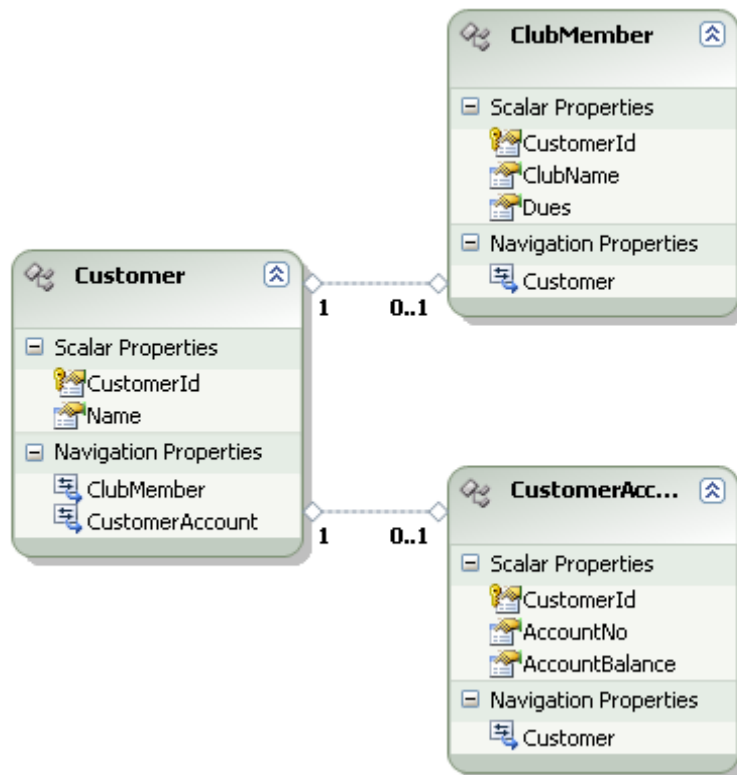 ClubMember
Scalar Properties
CustomerId
ClubName
Dues
Navigation Properties
Customer
Customer
Scalar Properties
CustomerId
Name
Navigation Properties
ClubMember
CustomerAccount
1 0..1
1 0..1
CustomerAcc...
Scalar Properties
CustomerId
AccountNo
AccountBalance
Navigation Properties
Customer